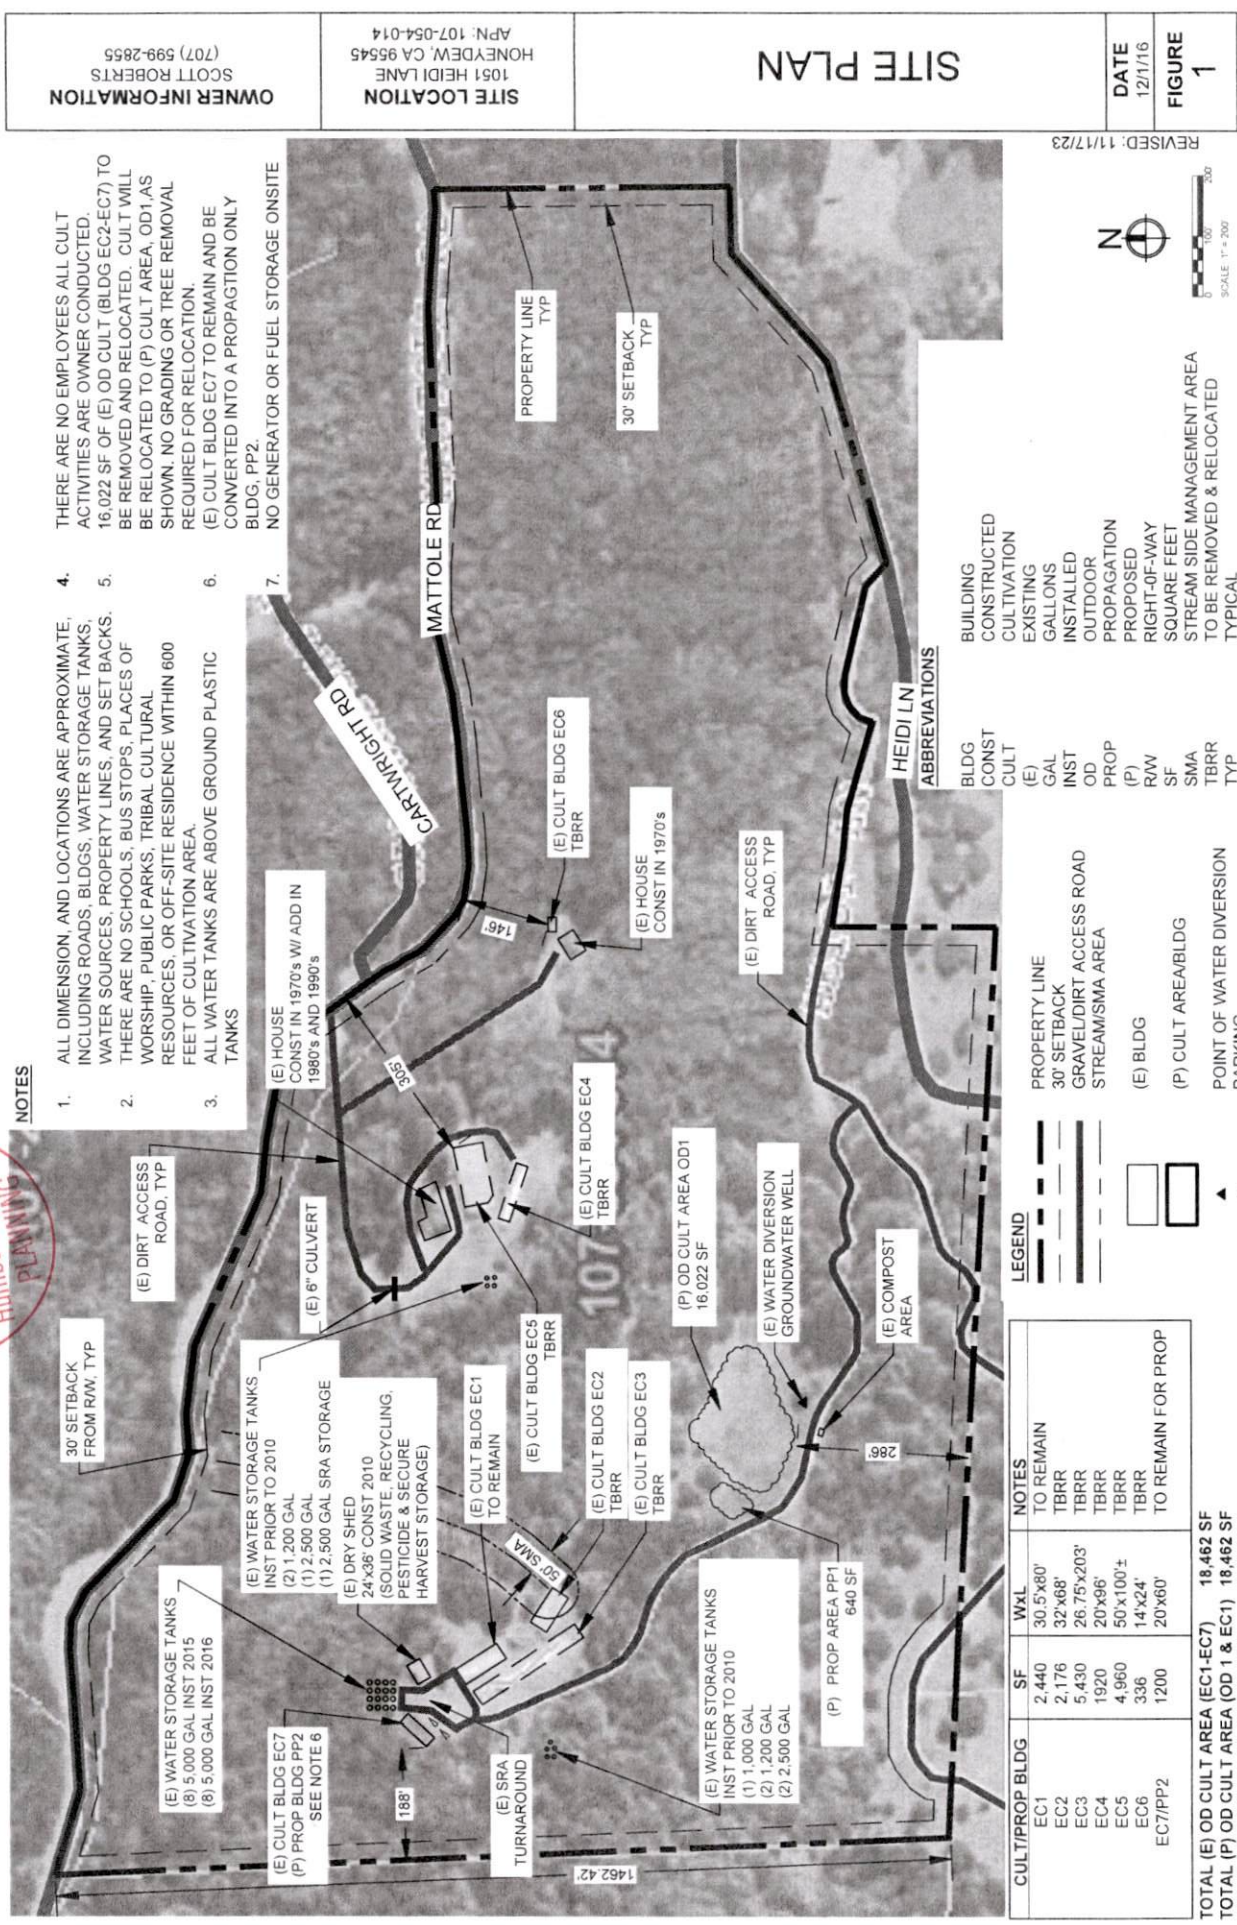 NOTES
1. ALL DIMENSION, AND LOCATIONS ARE APPROXIMATE,
INCLUDING ROADS, BLDGS, WATER STORAGE TANKS,
WATER SOURCES, PROPERTY LINES, AND SET BACKS.
2. THERE ARE NO SCHOOLS, BUS STOPS, PLACES OF
WORSHIP, PUBLIC PARKS, TRIBAL CULTURAL
RESOURCES, OR OFF-SITE RESIDENCE WITHIN 600
FEET OF CULTIVATION AREA.
3. ALL WATER TANKS ARE ABOVE GROUND PLASTIC
TANKS
4. THERE ARE NO EMPLOYEES ALL CULT
ACTIVITIES ARE OWNER CONDUCTED.
5. 16,022 SF OF (E) OD CULT (BLDG EC2-EC7) TO
BE REMOVED AND RELOCATED. CULT WILL
BE RELOCATED TO (P) CULT AREA, OD1,AS
SHOWN. NO GRADING OR TREE REMOVAL
REQUIRED FOR RELOCATION.
6. (E) CULT BLDG EC7 TO REMAIN AND BE
CONVERTED INTO A PROPAGTION ONLY
BLDG, PP2.
7. NO GENERATOR OR FUEL STORAGE ONSITE
OWNER INFORMATION
SCOTT ROBERTS
(707) 599-2855
SITE LOCATION
1051 HEIDI LANE
HONEYDEW, CA 95545
APN: 107-054-014
SITE PLAN
DATE
12/1/16
FIGURE
1
REVISED: 11/17/23
PLANNING
30' SETBACK
FROM R/W, TYP
(E) DIRT ACCESS
ROAD, TYP
(E) HOUSE
CONST IN 1970's W/ ADD IN
1980's AND 1990's
CARTWRIGHT RD
MATTOLE RD
PROPERTY LINE
TYP
30' SETBACK
TYP
(E) 6" CULVERT
305'
146'
(E) CULT BLDG EC6
TBRR
(E) HOUSE
CONST IN 1970's
(E) WATER STORAGE TANKS
(8) 5,000 GAL INST 2015
(8) 5,000 GAL INST 2016
(E) WATER STORAGE TANKS
INST PRIOR TO 2010
(2) 1,200 GAL
(1) 2,500 GAL
(1) 2,500 GAL SRA STORAGE
(E) DRY SHED
24'x36' CONST 2010
(SOLID WASTE, RECYCLING,
PESTICIDE & SECURE
HARVEST STORAGE)
(E) CULT BLDG EC7
(P) PROP BLDG PP2
SEE NOTE 6
188'
(E) SRA
TURNAROUND
(E) CULT BLDG EC1
TO REMAIN
50' SMA
(E) CULT BLDG EC5
TBRR
(E) CULT BLDG EC2
TBRR
(E) CULT BLDG EC3
TBRR
(E) CULT BLDG EC4
TBRR
(E) WATER STORAGE TANKS
INST PRIOR TO 2010
(1) 1,000 GAL
(2) 1,200 GAL
(2) 2,500 GAL
(P) OD CULT AREA OD1
16,022 SF
(E) WATER DIVERSION
GROUNDWATER WELL
(E) DIRT ACCESS
ROAD, TYP
(P) PROP AREA PP1
640 SF
286'
(E) COMPOST
AREA
HEIDI LN
1462.42'
CULT/PROP BLDG SF WxL NOTES
EC1 2,440 30.5'x80' TO REMAIN
EC2 2,176 32'x68' TBRR
EC3 5,430 26.75'x203' TBRR
EC4 1920 20'x96' TBRR
EC5 4,960 50'x100'± TBRR
EC6 336 14'x24' TBRR
EC7/PP2 1200 20'x60' TO REMAIN FOR PROP
TOTAL (E) OD CULT AREA (EC1-EC7) 18,462 SF
TOTAL (P) OD CULT AREA (OD 1 & EC1) 18,462 SF
LEGEND
PROPERTY LINE
30' SETBACK
GRAVEL/DIRT ACCESS ROAD
STREAM/SMA AREA
(E) BLDG
(P) CULT AREA/BLDG
POINT OF WATER DIVERSION
ABBREVIATIONS
BLDG BUILDING
CONST CONSTRUCTED
CULT CULTIVATION
(E) EXISTING
GAL GALLONS
INST INSTALLED
OD OUTDOOR
PROP PROPAGATION
(P) PROPOSED
R/W RIGHT-OF-WAY
SF SQUARE FEET
SMA STREAM SIDE MANAGEMENT AREA
TBRR TO BE REMOVED & RELOCATED
TYP TYPICAL
N
0 100' 200'
SCALE 1" = 200'